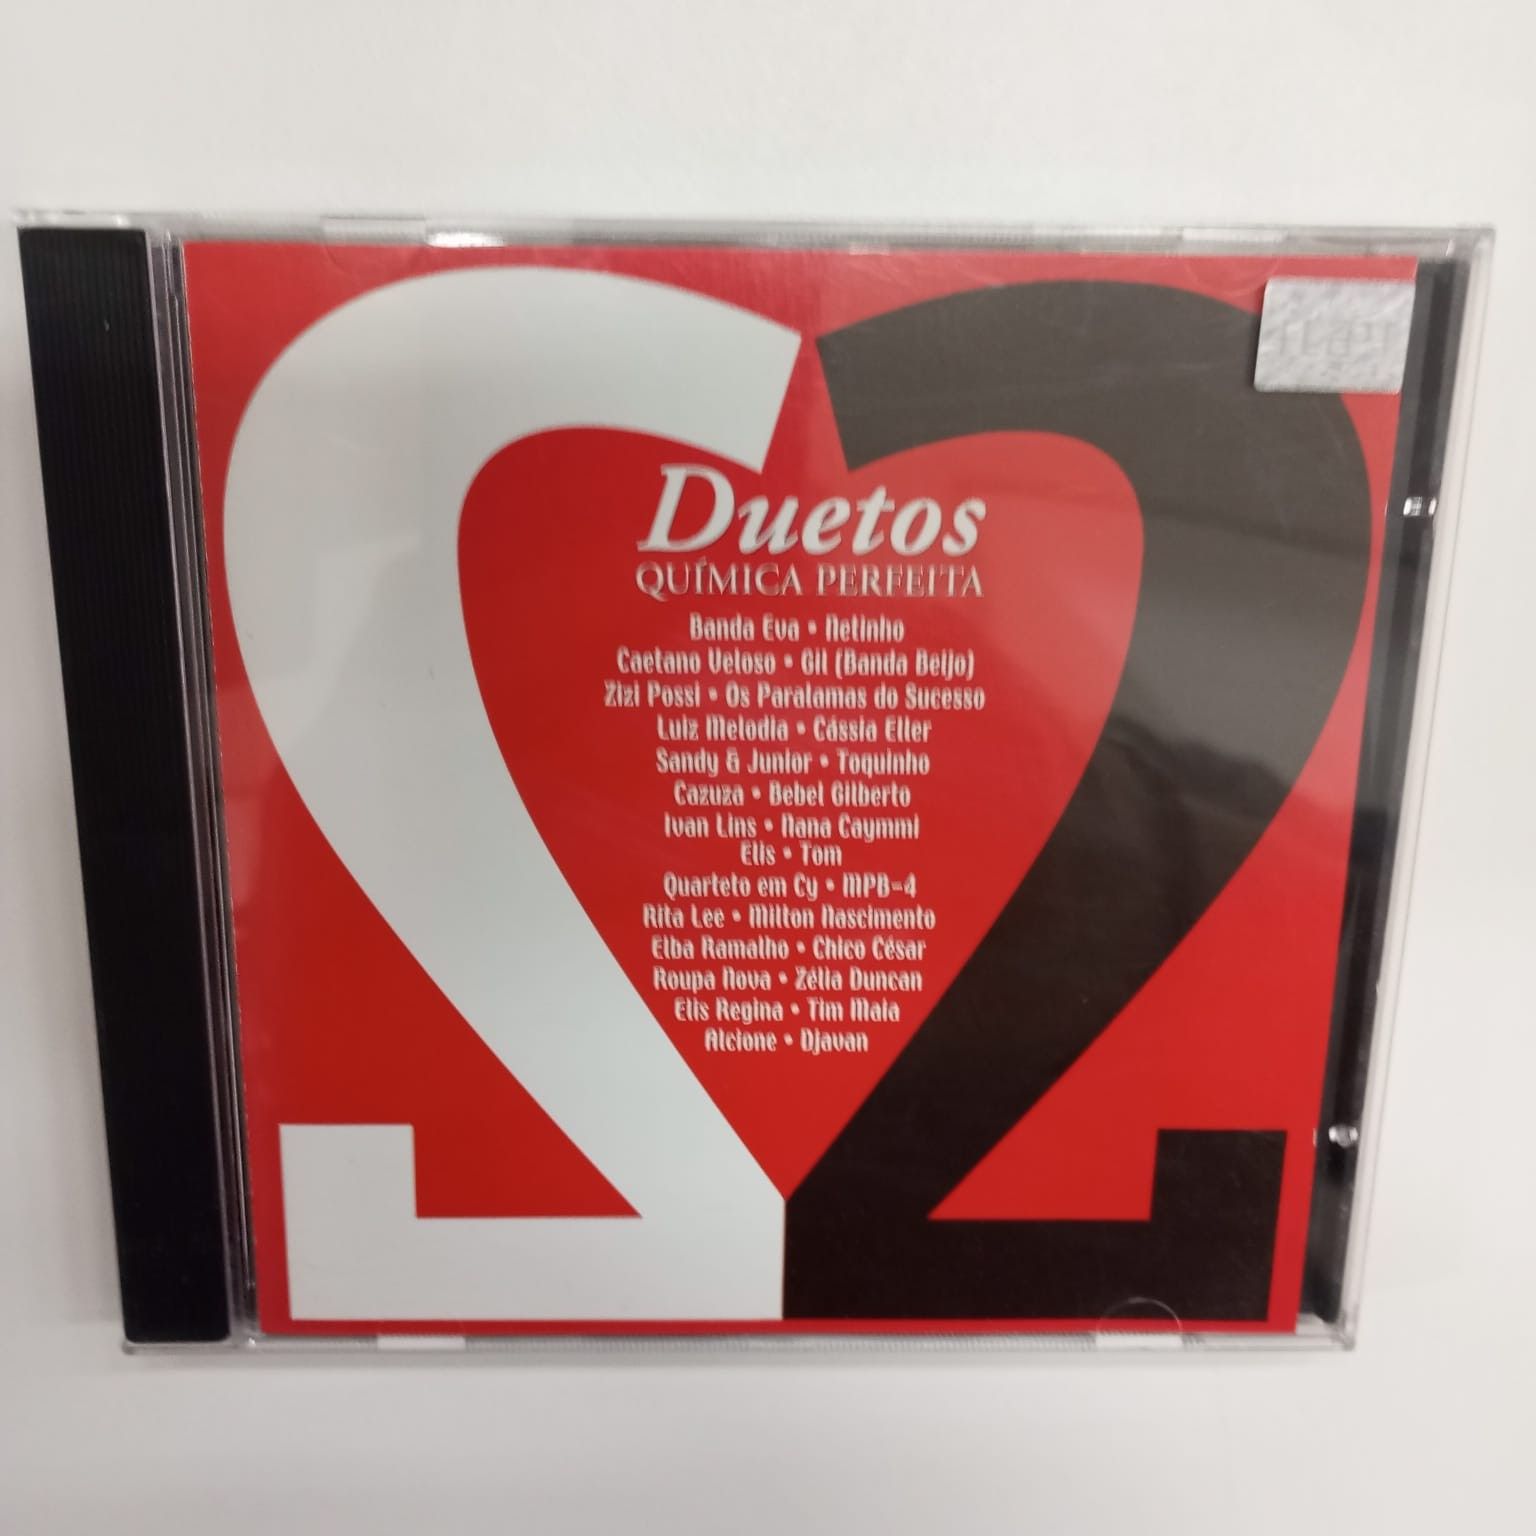 Duetos
QUÍMICA PERFEITA
Banda Eva • Netinho
Caetano Veloso • Gil (Banda Beijo)
Zizi Possi • Os Paralamas do Sucesso
Luiz Melodia • Cássia Eller
Sandy & Junior • Toquinho
Cazuza • Bebel Gilberto
Ivan Lins • Nana Caymmi
Elis • Tom
Quarteto em Cy • MPB-4
Rita Lee • Milton Nascimento
Elba Ramalho • Chico César
Roupa Nova • Zélia Duncan
Elis Regina • Tim Maia
Alcione • Djavan
2 2